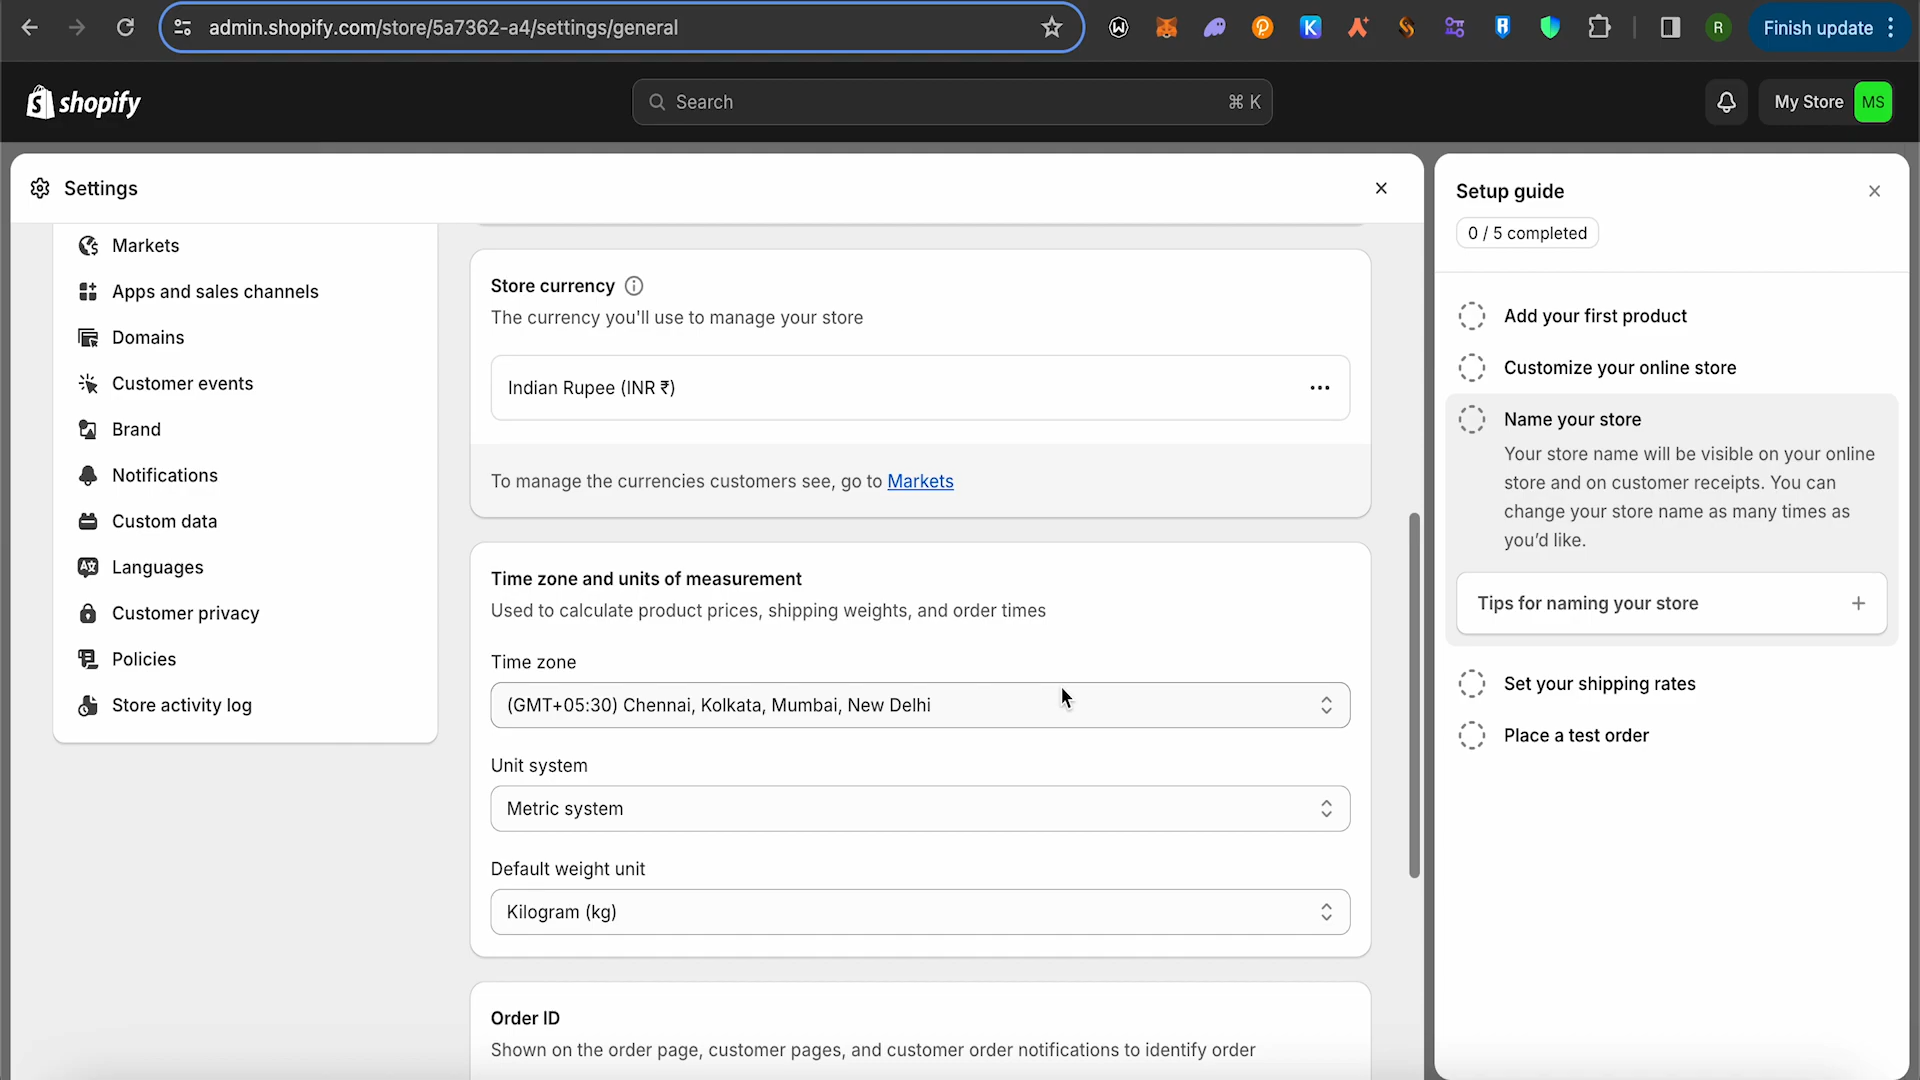 admin.shopify.com/store/5a7362-a4/settings/general
R
Finish update
shopify
Search
⌘ K
My Store
MS
Settings
Markets
Apps and sales channels
Domains
Customer events
Brand
Notifications
Custom data
Languages
Customer privacy
Policies
Store activity log
Store currency
The currency you'll use to manage your store
Indian Rupee (INR ₹)
To manage the currencies customers see, go to Markets
Time zone and units of measurement
Used to calculate product prices, shipping weights, and order times
Time zone
(GMT+05:30) Chennai, Kolkata, Mumbai, New Delhi
Unit system
Metric system
Default weight unit
Kilogram (kg)
Order ID
Shown on the order page, customer pages, and customer order notifications to identify order
Setup guide
0 / 5 completed
Add your first product
Customize your online store
Name your store
Your store name will be visible on your online
store and on customer receipts. You can
change your store name as many times as
you’d like.
Tips for naming your store
Set your shipping rates
Place a test order